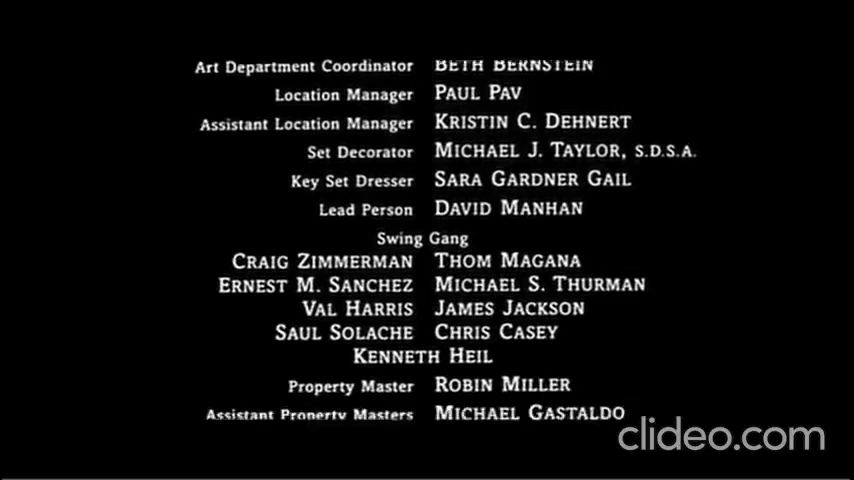 Art Department Coordinator BETH BERNSTEIN
Location Manager PAUL PAV
Assistant Location Manager KRISTIN C. DEHNERT
Set Decorator MICHAEL J. TAYLOR, S.D.S.A.
Key Set Dresser SARA GARDNER GAIL
Lead Person DAVID MANHAN
Swing Gang
CRAIG ZIMMERMAN THOM MAGANA
ERNEST M. SANCHEZ MICHAEL S. THURMAN
VAL HARRIS JAMES JACKSON
SAUL SOLACHE CHRIS CASEY
KENNETH HEIL
Property Master ROBIN MILLER
Assistant Property Masters MICHAEL GASTALDO
clideo.com